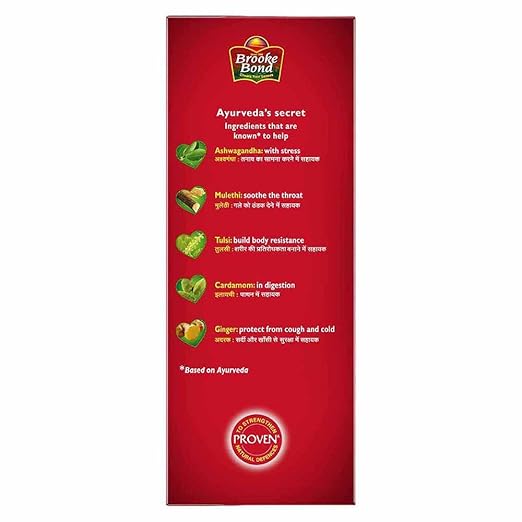 Brooke
Bond
Ayurveda's secret
Ingredients that are
known* to help
Ashwagandha: with stress
अश्वगंधा : तनाव का सामना करने में सहायक
Mulethi: soothe the throat
मुलेठी : गले को ठंडक देने में सहायक
Tulsi: build body resistance
तुलसी : शरीर की प्रतिरोधकता बनाने में सहायक
Cardamom: in digestion
इलायची : पाचन में सहायक
Ginger: protect from cough and cold
अदरक : सर्दी और खाँसी से सुरक्षा में सहायक
*Based on Ayurveda
TO STRENGTHEN
PROVEN*
NATURAL DEFENCES